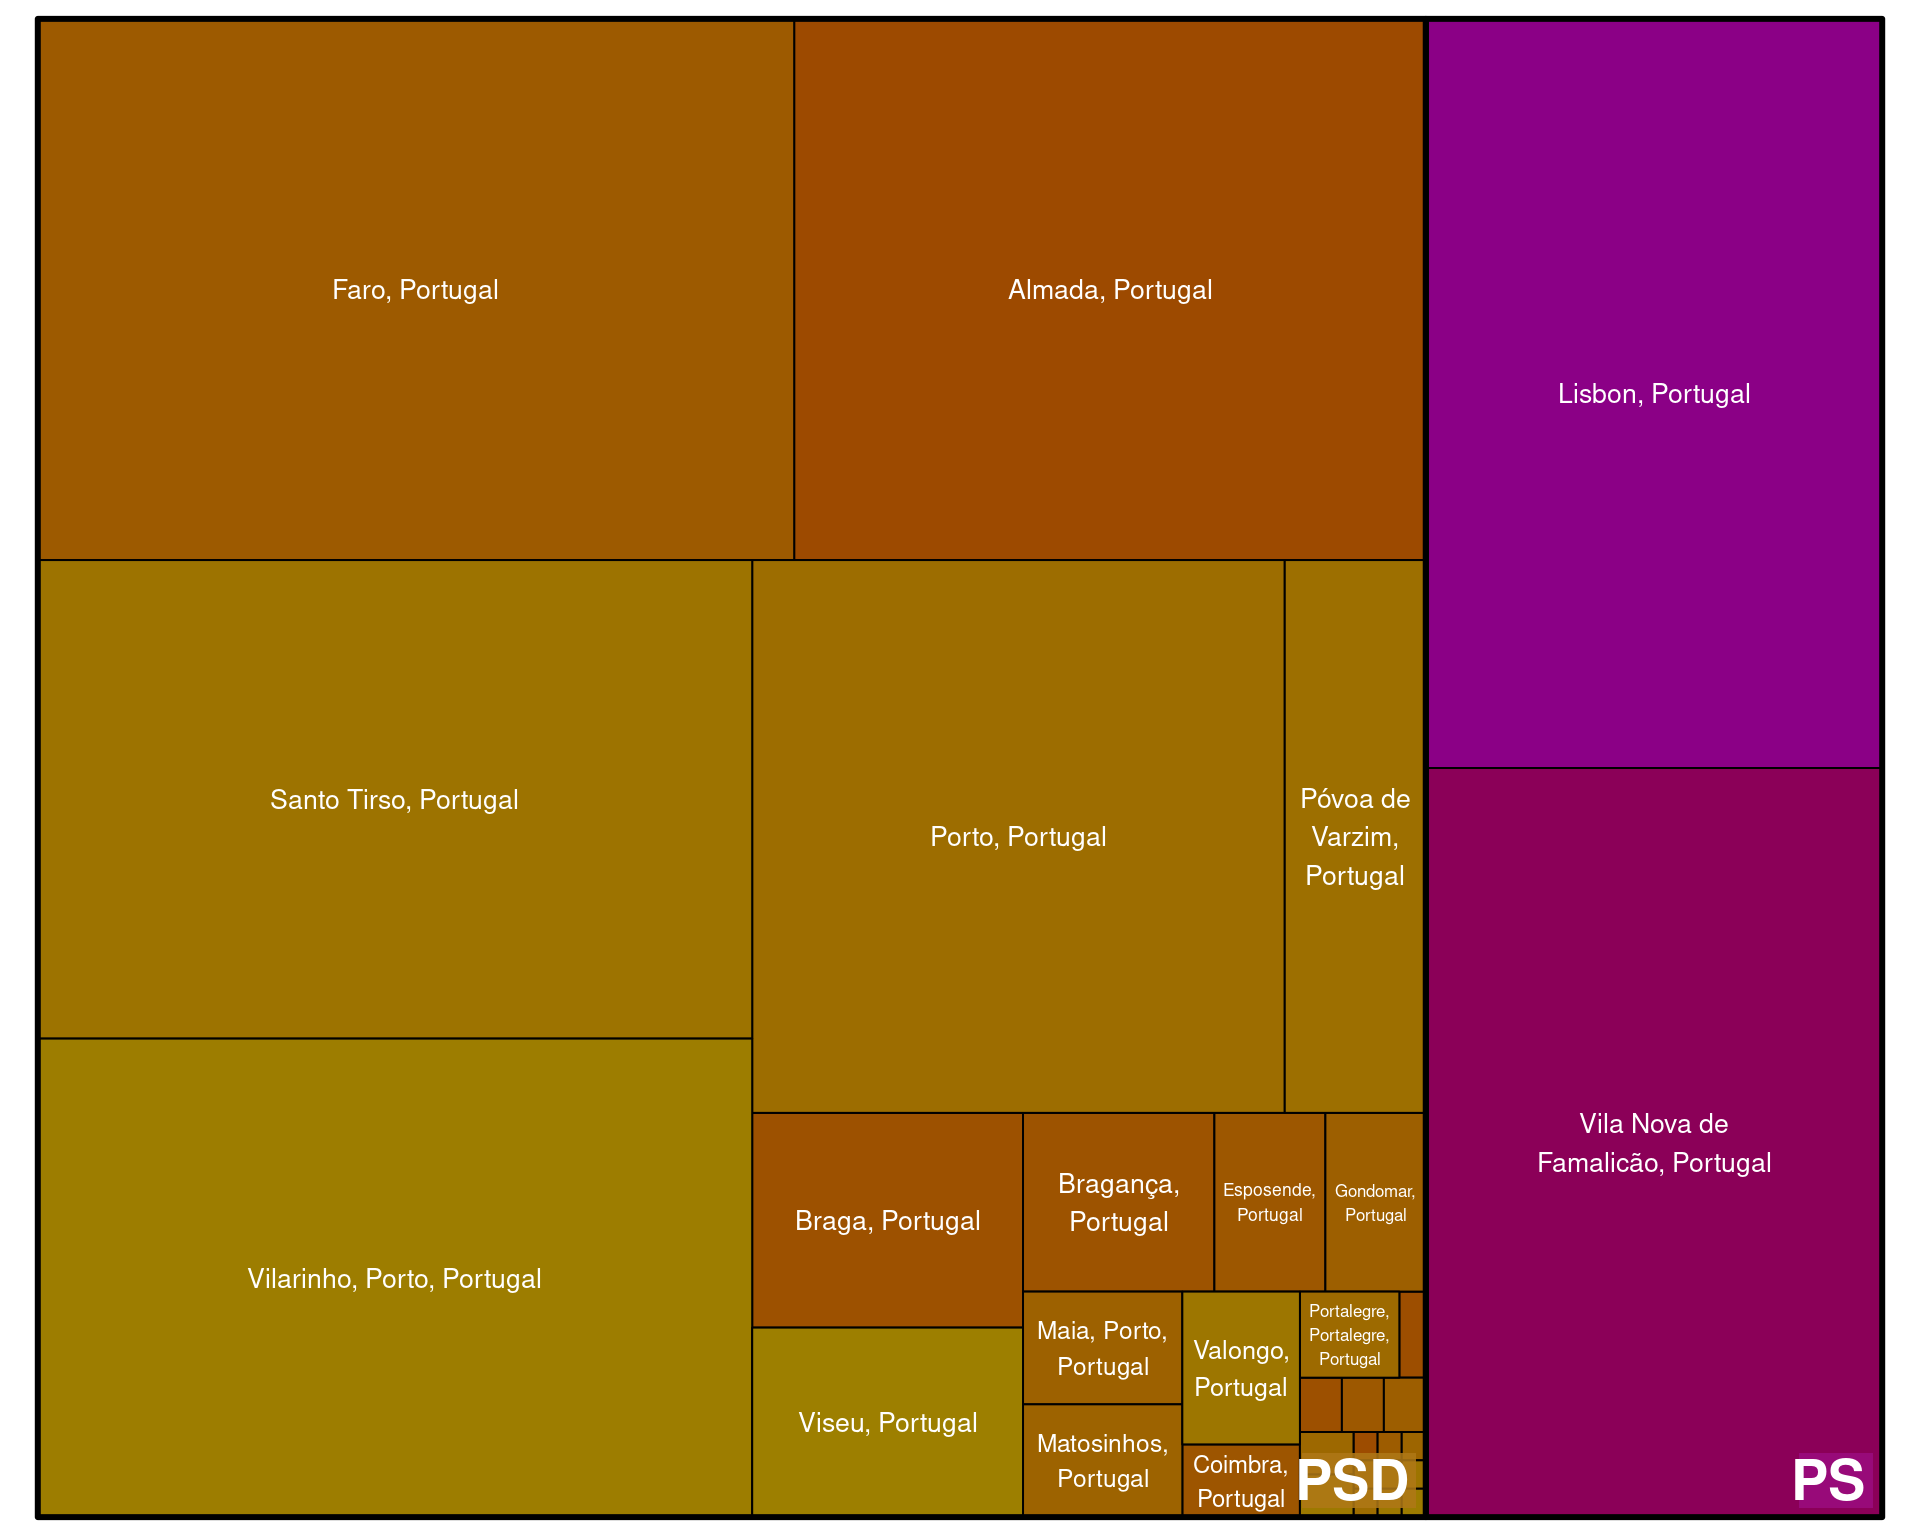 Faro, Portugal
Almada, Portugal
Lisbon, Portugal
Santo Tirso, Portugal
Porto, Portugal
Póvoa de
Varzim,
Portugal
Vila Nova de
Famalicão, Portugal
Vilarinho, Porto, Portugal
Braga, Portugal
Bragança,
Portugal
Esposende,
Portugal
Gondomar,
Portugal
Viseu, Portugal
Maia, Porto,
Portugal
Matosinhos,
Portugal
Valongo,
Portugal
Coimbra,
Portugal
Portalegre,
Portalegre,
Portugal
PSD
PS